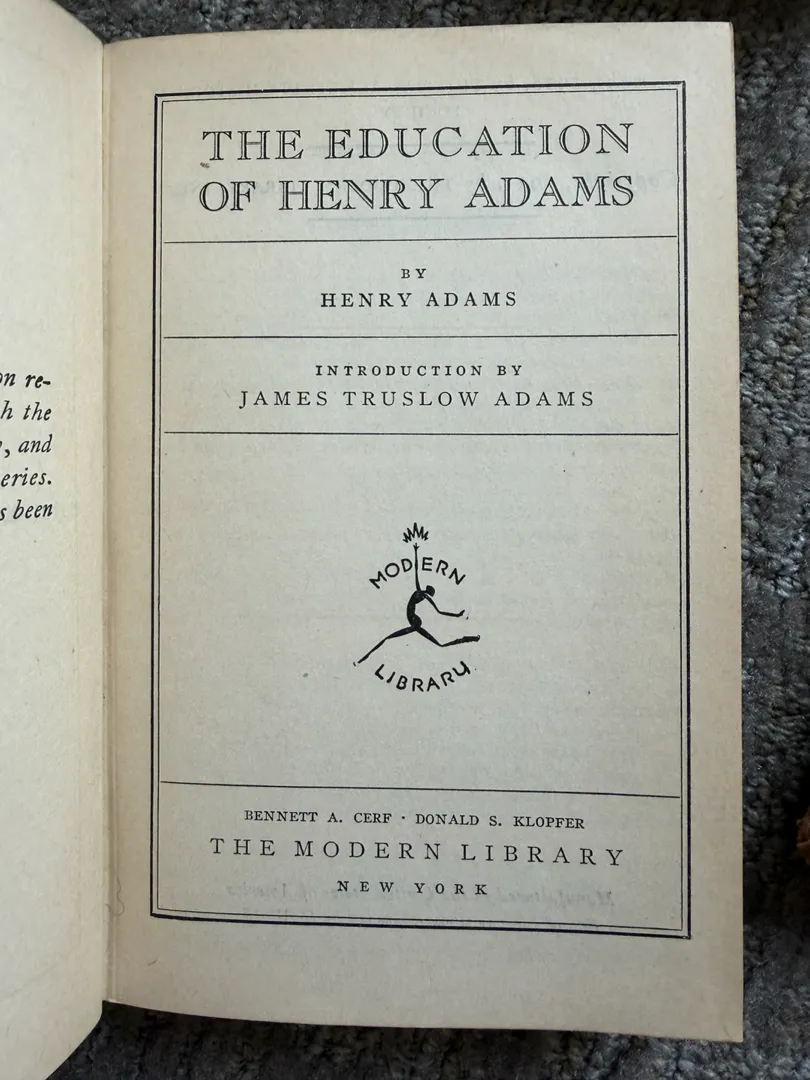 on re-
h the
, and
eries.
s been
THE EDUCATION
OF HENRY ADAMS
BY
HENRY ADAMS
INTRODUCTION BY
JAMES TRUSLOW ADAMS
MODERN
LIBRARY
BENNETT A. CERF · DONALD S. KLOPFER
THE MODERN LIBRARY
NEW YORK